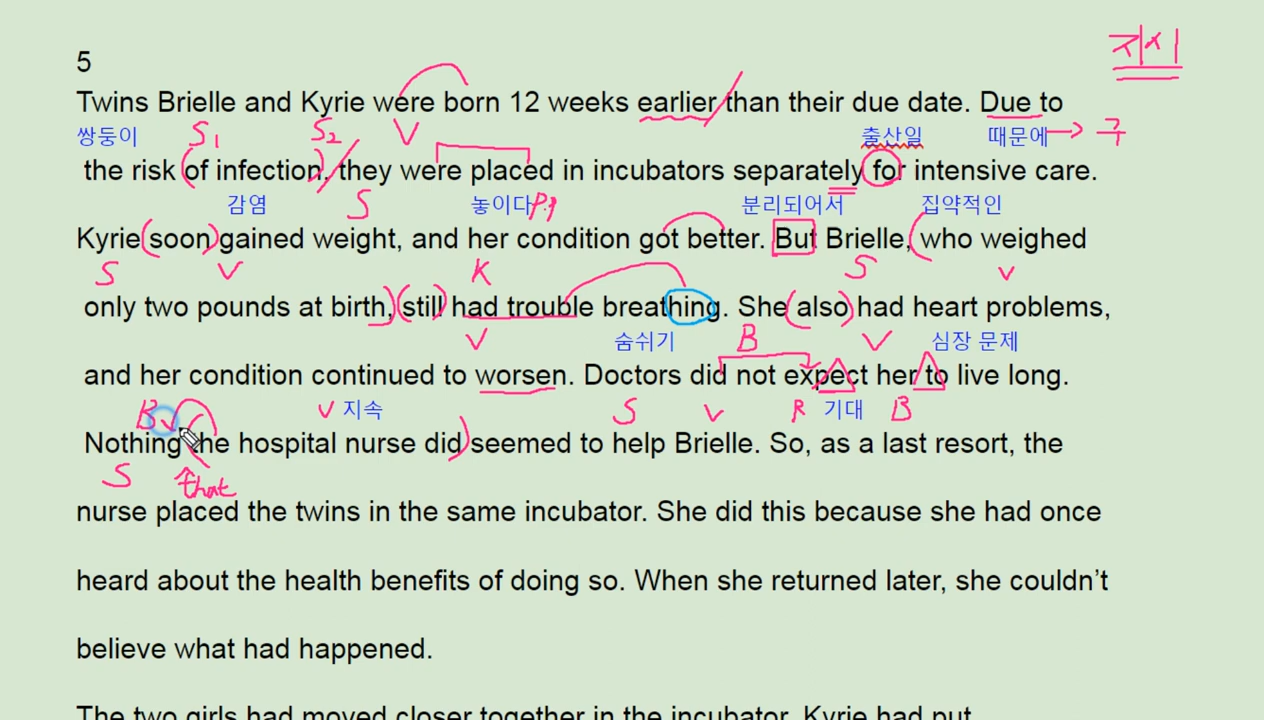 지시
5
Twins Brielle and Kyrie were born 12 weeks earlier than their due date. Due to
쌍둥이 S1 S2 V 출산일 때문에 → 구
the risk (of infection), they were placed in incubators separately for intensive care.
감염 S 놓이다 P.P 분리되어서 집약적인
Kyrie (soon) gained weight, and her condition got better. But Brielle, (who weighed
S V K S V
only two pounds at birth,) (still) had trouble breathing. She (also) had heart problems,
V 숨쉬기 B V 심장 문제
and her condition continued to worsen. Doctors did not expect her to live long.
V 지속 S V R 기대 B
Nothing (the hospital nurse did) seemed to help Brielle. So, as a last resort, the
S that
nurse placed the twins in the same incubator. She did this because she had once
heard about the health benefits of doing so. When she returned later, she couldn't
believe what had happened.
The two girls had moved closer together in the incubator. Kyrie had put